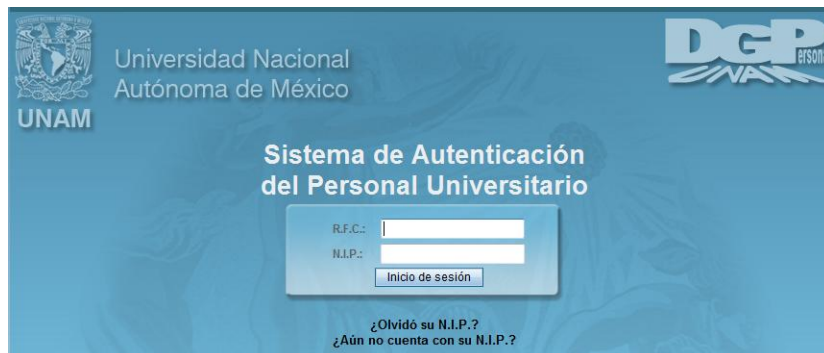 Universidad Nacional
Autónoma de México
UNAM
DGPersonal
UNAM
Sistema de Autenticación
del Personal Universitario
R.F.C.:
N.I.P.:
Inicio de sesión
¿Olvidó su N.I.P.?
¿Aún no cuenta con su N.I.P.?